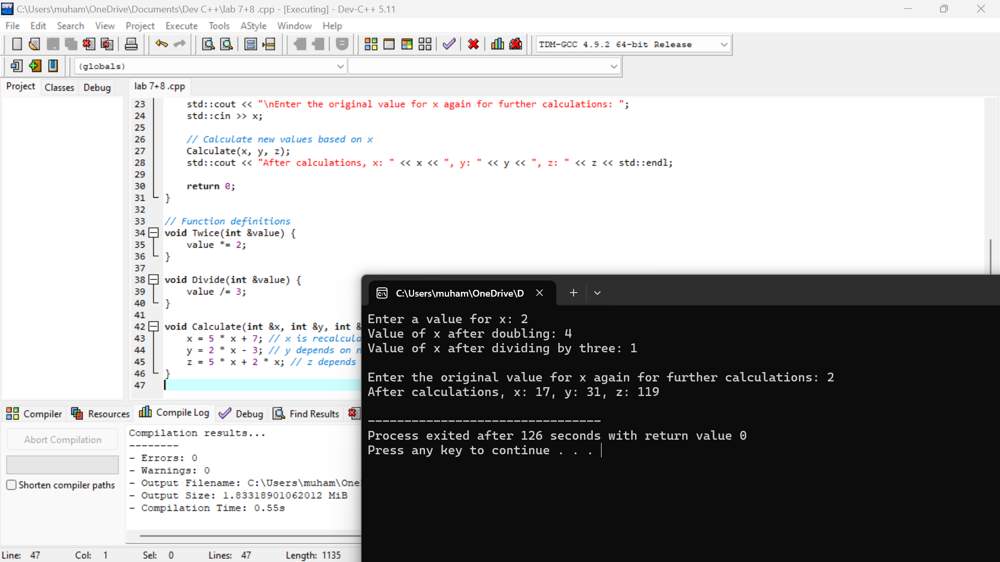 C:\Users\muham\OneDrive\Documents\Dev C++\lab 7+8 .cpp - [Executing] - Dev-C++ 5.11
File Edit Search View Project Execute Tools AStyle Window Help
TDM-GCC 4.9.2 64-bit Release
(globals)
Project Classes Debug
lab 7+8 .cpp
23 std::cout << "\nEnter the original value for x again for further calculations: ";
24 std::cin >> x;
25
26 // Calculate new values based on x
27 Calculate(x, y, z);
28 std::cout << "After calculations, x: " << x << ", y: " << y << ", z: " << z << std::endl;
29
30 return 0;
31 }
32
33 // Function definitions
34 void Twice(int &value) {
35 value *= 2;
36 }
37
38 void Divide(int &value) {
39 value /= 3;
40 }
41
42 void Calculate(int &x, int &y, int &
43 x = 5 * x + 7; // x is recalcula
44 y = 2 * x - 3; // y depends on n
45 z = 5 * x + 2 * x; // z depends
46 }
47
C:\Users\muham\OneDrive\D
Enter a value for x: 2
Value of x after doubling: 4
Value of x after dividing by three: 1
Enter the original value for x again for further calculations: 2
After calculations, x: 17, y: 31, z: 119
--------------------------------
Process exited after 126 seconds with return value 0
Press any key to continue . . .
Compiler Resources Compile Log Debug Find Results
Abort Compilation
Shorten compiler paths
Compilation results...
--------
- Errors: 0
- Warnings: 0
- Output Filename: C:\Users\muham\One
- Output Size: 1.83318901062012 MiB
- Compilation Time: 0.55s
Line: 47 Col: 1 Sel: 0 Lines: 47 Length: 1135